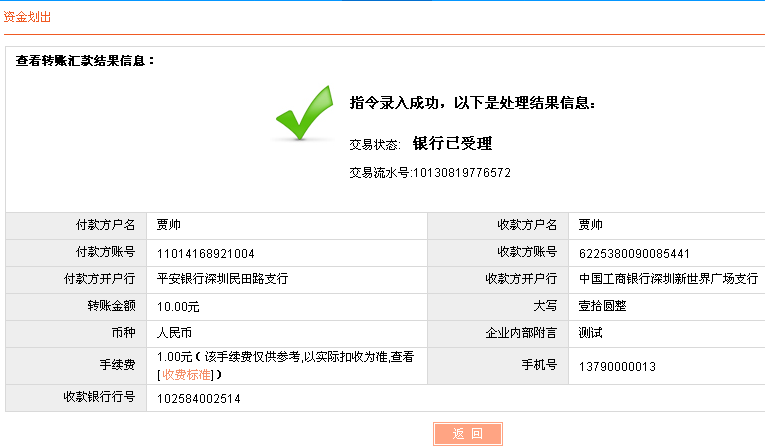 资金划出
查看转账汇款结果信息：
指令录入成功，以下是处理结果信息：
交易状态: 银行已受理
交易流水号:10130819776572
付款方户名 贾帅 收款方户名 贾帅
付款方账号 11014168921004 收款方账号 6225380090085441
付款方开户行 平安银行深圳民田路支行 收款方开户行 中国工商银行深圳新世界广场支行
转账金额 10.00元 大写 壹拾圆整
币种 人民币 企业内部附言 测试
手续费 1.00元（该手续费仅供参考,以实际扣收为准,查看
[收费标准]） 手机号 13790000013
收款银行行号 102584002514
返 回